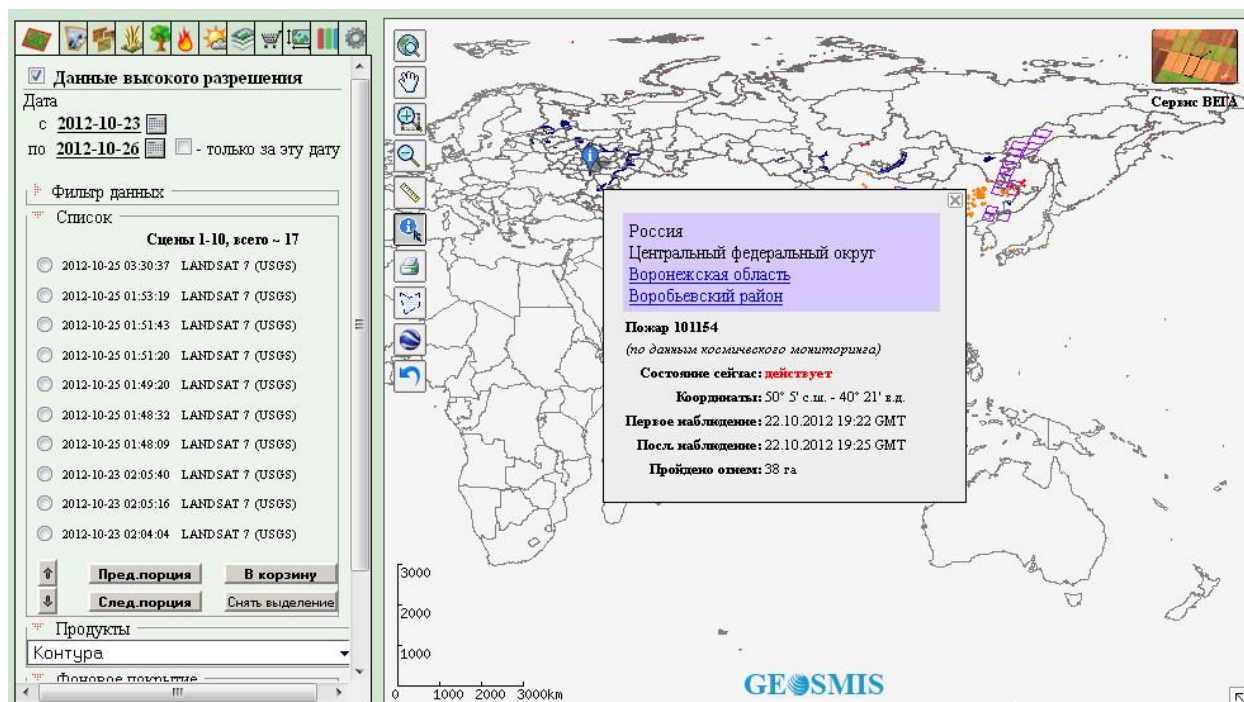 Данные высокого разрешения
Дата
с 2012-10-23
по 2012-10-26 - только за эту дату
Фильтр данных
Список
Сцены 1-10, всего ~ 17
2012-10-25 03:30:37 LANDSAT 7 (USGS)
2012-10-25 01:53:19 LANDSAT 7 (USGS)
2012-10-25 01:51:43 LANDSAT 7 (USGS)
2012-10-25 01:51:20 LANDSAT 7 (USGS)
2012-10-25 01:49:20 LANDSAT 7 (USGS)
2012-10-25 01:48:32 LANDSAT 7 (USGS)
2012-10-25 01:48:09 LANDSAT 7 (USGS)
2012-10-23 02:05:40 LANDSAT 7 (USGS)
2012-10-23 02:05:16 LANDSAT 7 (USGS)
2012-10-23 02:04:04 LANDSAT 7 (USGS)
Пред.порция В корзину
След.порция Снять выделение
Продукты
Контура
Фоновое покрытие
Сервис ВЕГА
Россия
Центральный федеральный округ
Воронежская область
Воробьевский район
Пожар 101154
(по данным космического мониторинга)
Состояние сейчас: действует
Координаты: 50° 5' с.ш. - 40° 21' в.д.
Первое наблюдение: 22.10.2012 19:22 GMT
Посл. наблюдение: 22.10.2012 19:25 GMT
Пройдено огнем: 38 га
3000
2000
1000
0 1000 2000 3000km
GEOSMIS